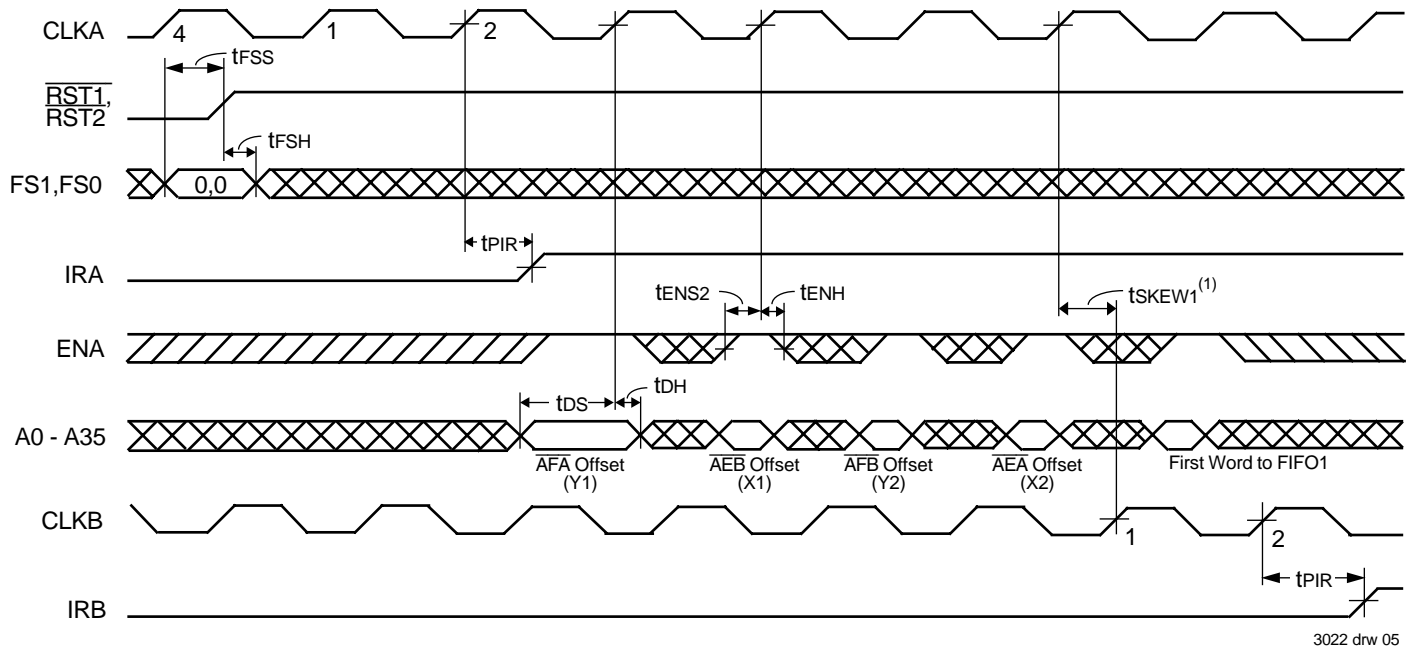 CLKA
4
1
2
tFSS
RST1,
RST2
tFSH
FS1,FS0
0,0
tPIR
IRA
tENS2
tENH
tSKEW1(1)
ENA
tDS
tDH
A0 - A35
AFA Offset
(Y1)
AEB Offset
(X1)
AFB Offset
(Y2)
AEA Offset
(X2)
First Word to FIFO1
CLKB
1
2
tPIR
IRB
3022 drw 05